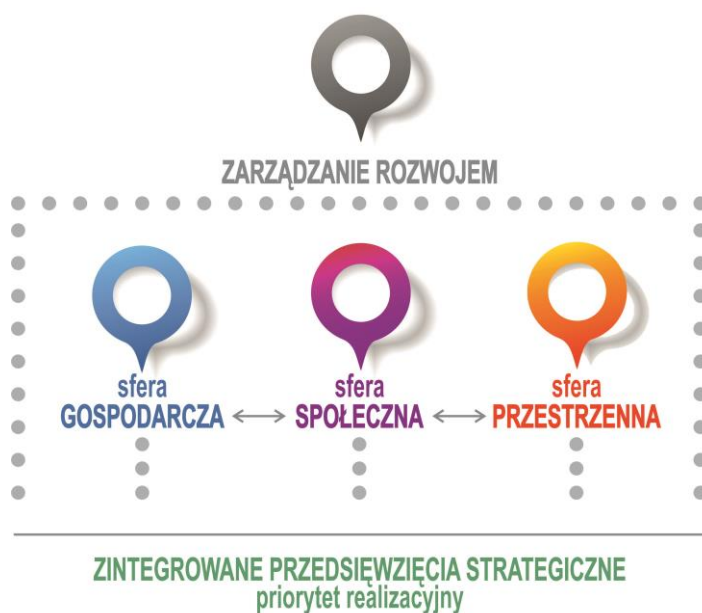 ZARZĄDZANIE ROZWOJEM
sfera
GOSPODARCZA
sfera
SPOŁECZNA
sfera
PRZESTRZENNA
ZINTEGROWANE PRZEDSIĘWZIĘCIA STRATEGICZNE
priorytet realizacyjny